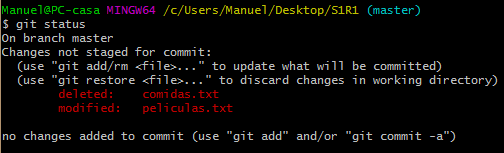 Manuel@PC-casa MINGW64 /c/Users/Manuel/Desktop/S1R1 (master)
$ git status
On branch master
Changes not staged for commit:
  (use "git add/rm <file>..." to update what will be committed)
  (use "git restore <file>..." to discard changes in working directory)
        deleted:    comidas.txt
        modified:   peliculas.txt

no changes added to commit (use "git add" and/or "git commit -a")